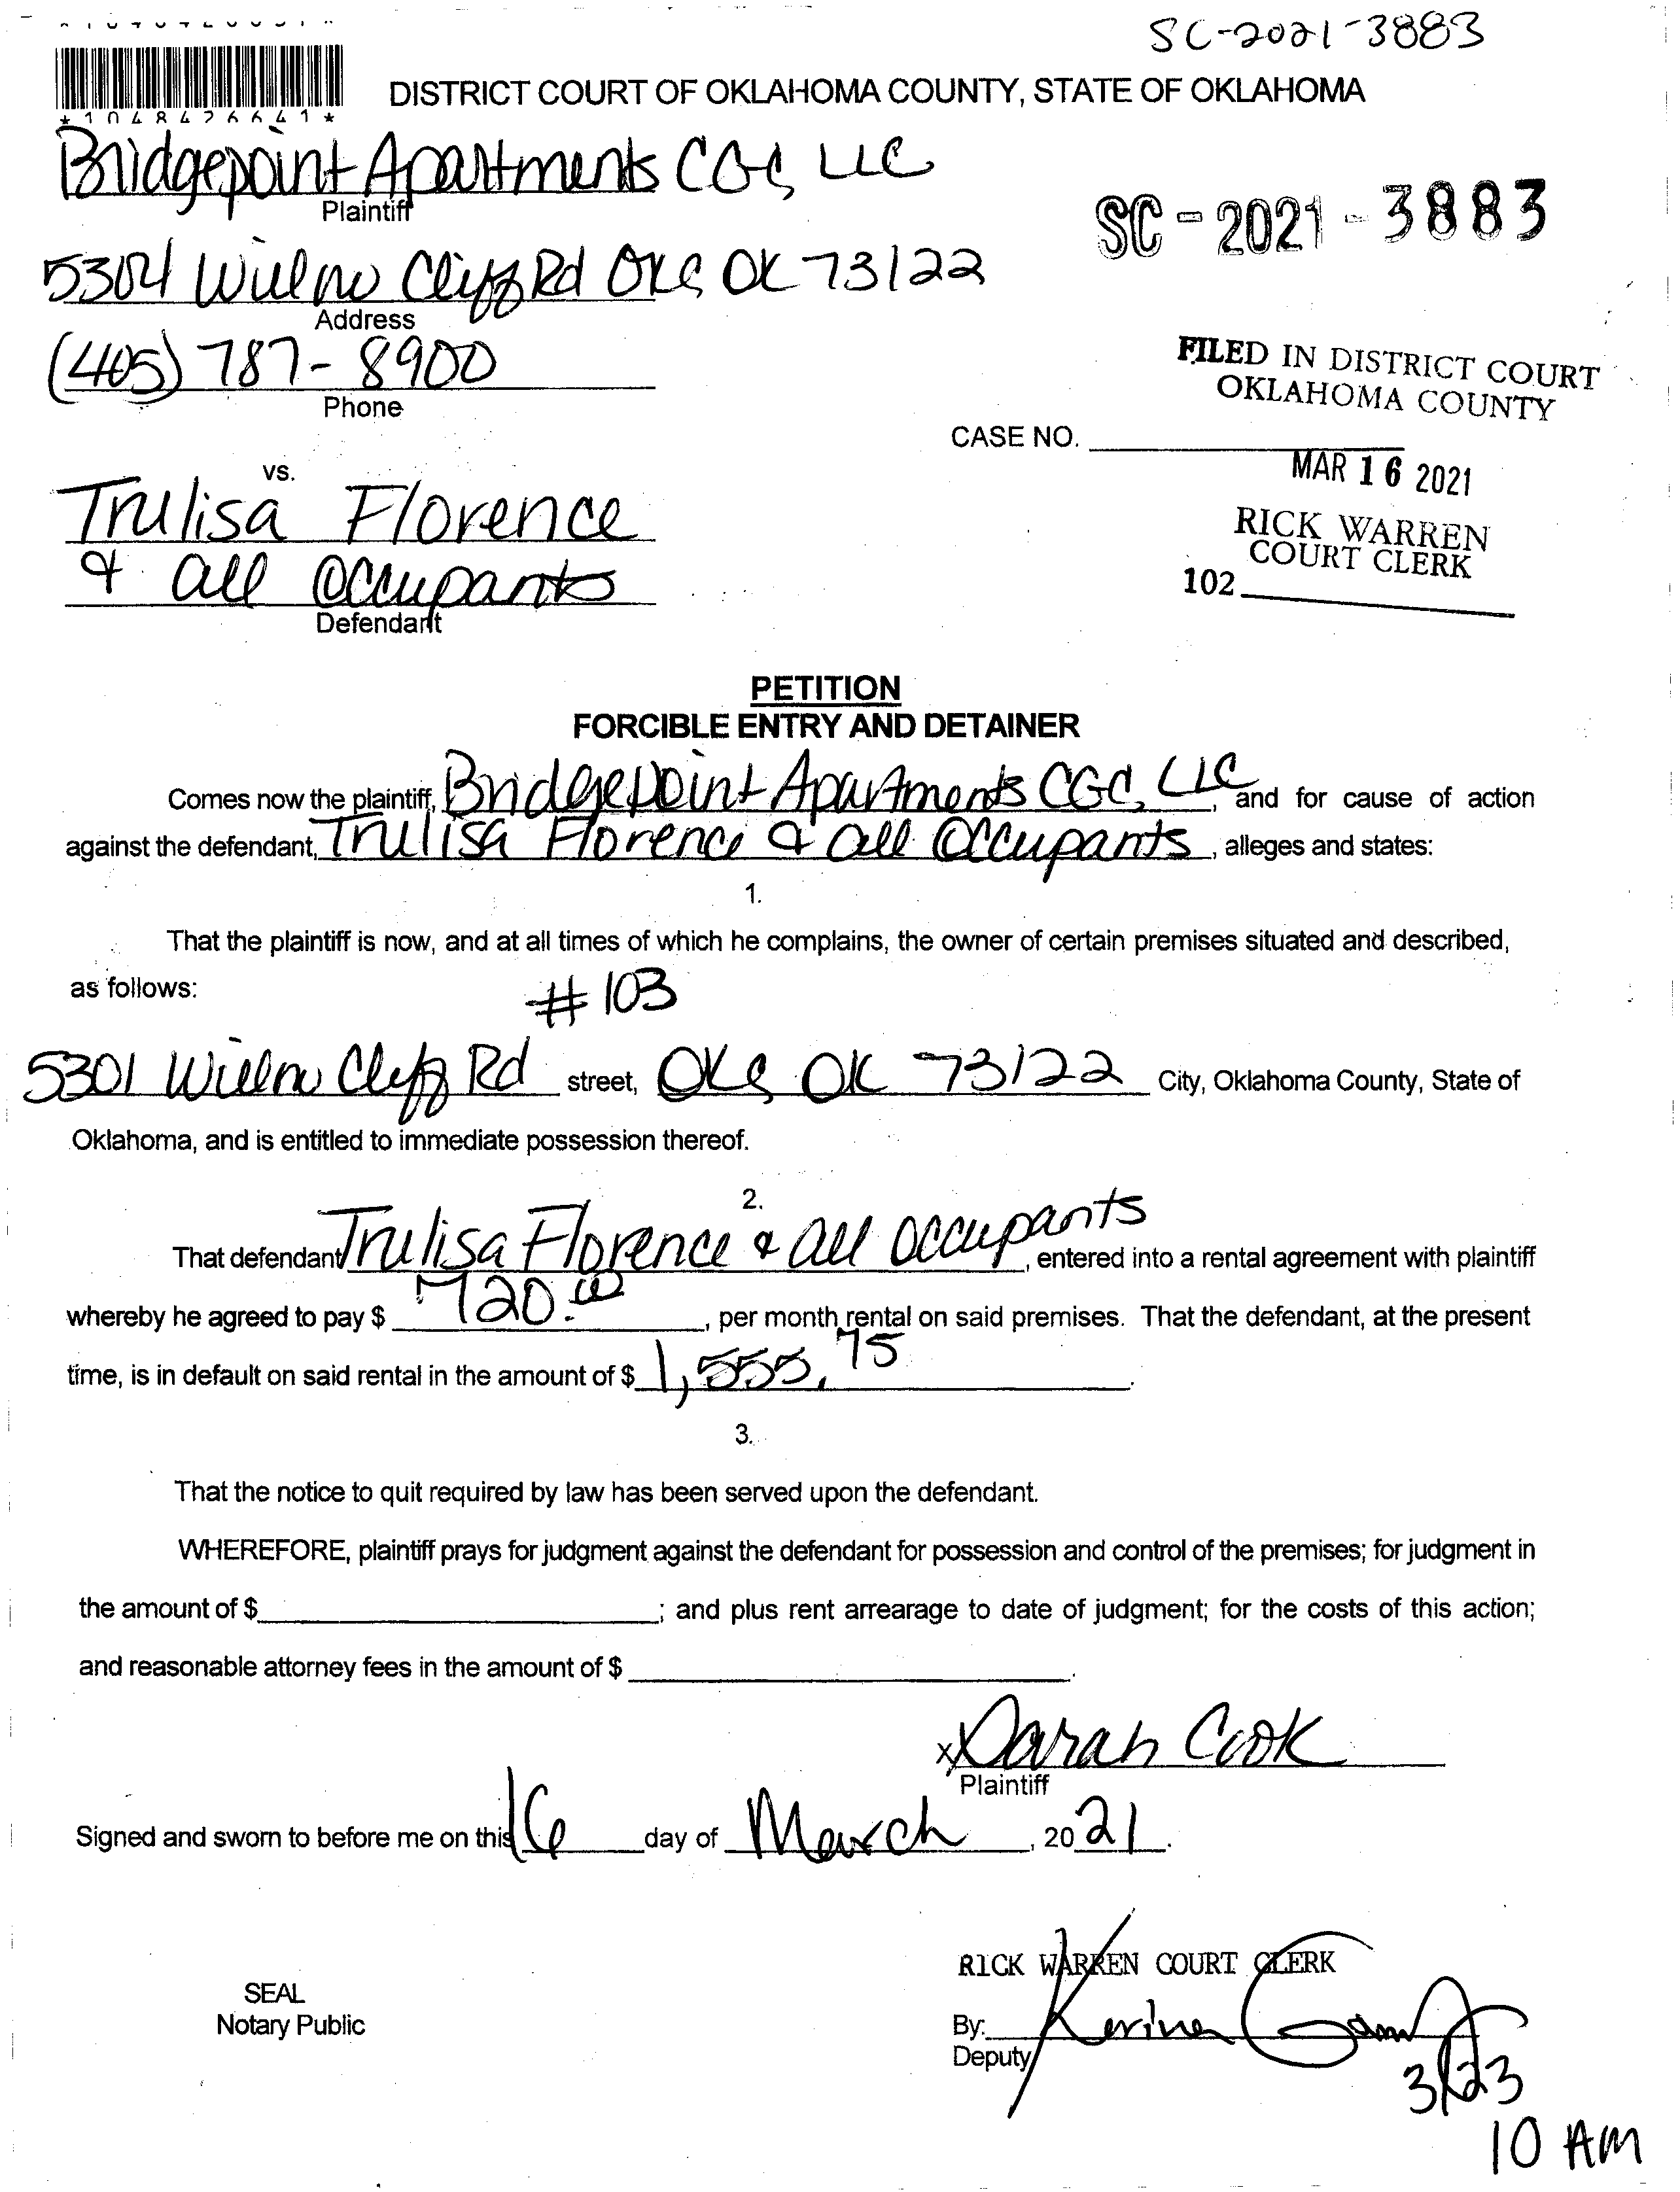 SC-2021-3883
DISTRICT COURT OF OKLAHOMA COUNTY, STATE OF OKLAHOMA
Bridgepoint Apartments CGC, LLC
Plaintiff
SC-2021-3883
5304 Willow Cliff Rd OKC OK 73122
Address
(405) 787-8900
Phone
FILED IN DISTRICT COURT
OKLAHOMA COUNTY
CASE NO.
MAR 16 2021
vs.
Trulisa Florence
RICK WARREN
COURT CLERK
& all Occupants
102
Defendant
PETITION
FORCIBLE ENTRY AND DETAINER
Comes now the plaintiff, Bridgepoint Apartments CGC, LLC, and for cause of action
against the defendant, Trulisa Florence & all Occupants, alleges and states:
1.
That the plaintiff is now, and at all times of which he complains, the owner of certain premises situated and described,
as follows:
#103
5301 Willow Cliff Rd street, OKC OK 73122 City, Oklahoma County, State of
Oklahoma, and is entitled to immediate possession thereof.
2.
That defendant Trulisa Florence & all occupants, entered into a rental agreement with plaintiff
whereby he agreed to pay $ 720.00, per month rental on said premises. That the defendant, at the present
time, is in default on said rental in the amount of $ 1,555.75.
3.
That the notice to quit required by law has been served upon the defendant.
WHEREFORE, plaintiff prays for judgment against the defendant for possession and control of the premises; for judgment in
the amount of $ ; and plus rent arrearage to date of judgment; for the costs of this action;
and reasonable attorney fees in the amount of $ .
x Sarah Cook
Plaintiff
Signed and sworn to before me on this 16 day of March, 2021.
RICK WARREN COURT CLERK
SEAL
Notary Public
By:
Deputy
3/23
10 AM